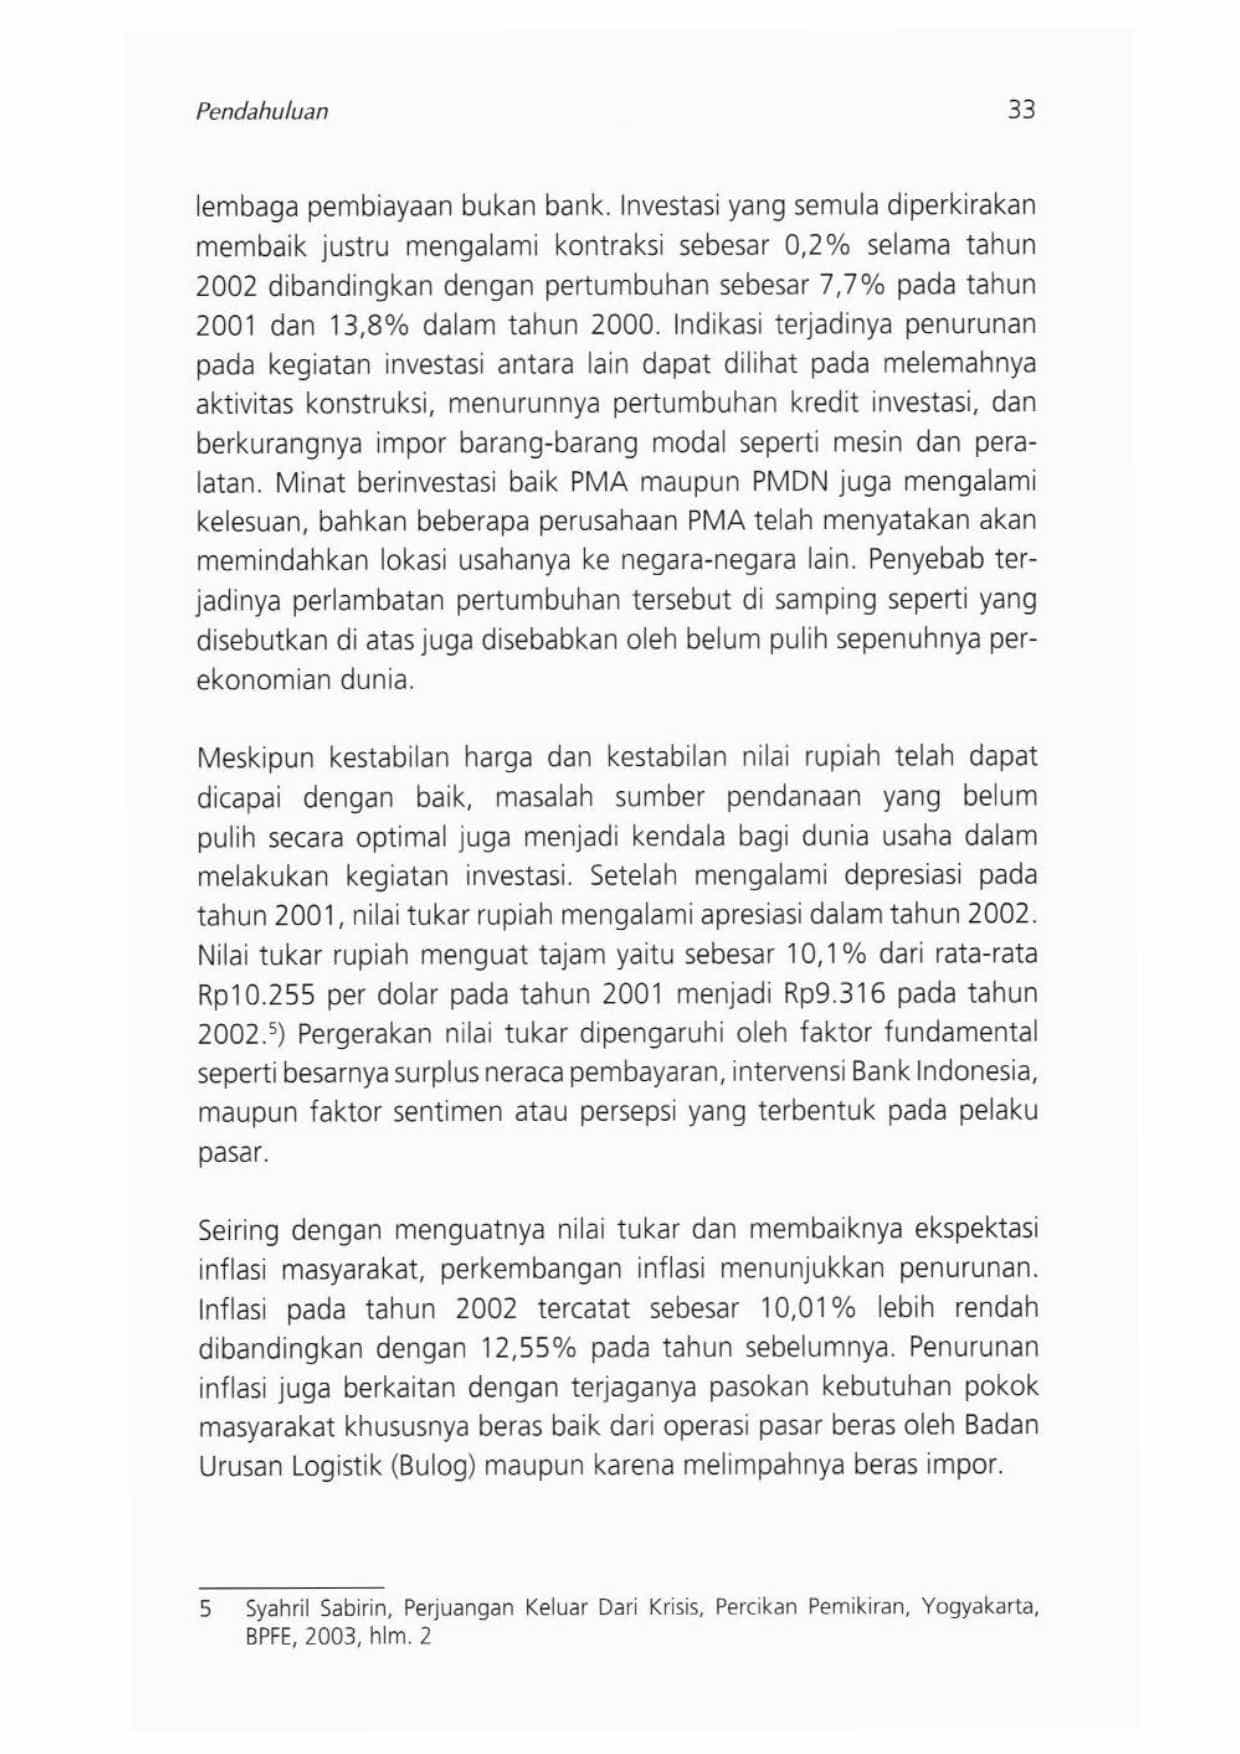 Pendahuluan 33
lembaga pembiayaan bukan bank. Investasi yang semula diperkirakan
membaik justru mengalami kontraksi sebesar 0,2% selama tahun
2002 dibandingkan dengan pertumbuhan sebesar 7,7% pada tahun
2001 dan 13,8% dalam tahun 2000. Indikasi terjadinya penurunan
pada kegiatan investasi antara lain dapat dilihat pada melemahnya
aktivitas konstruksi, menurunnya pertumbuhan kredit investasi, dan
berkurangnya impor barang-barang modal seperti mesin dan pera-
latan. Minat berinvestasi baik PMA maupun PMDN juga mengalami
kelesuan, bahkan beberapa perusahaan PMA telah menyatakan akan
memindahkan lokasi usahanya ke negara-negara lain. Penyebab ter-
jadinya perlambatan pertumbuhan tersebut di samping seperti yang
disebutkan di atas juga disebabkan oleh belum pulih sepenuhnya per-
ekonomian dunia.
Meskipun kestabilan harga dan kestabilan nilai rupiah telah dapat
dicapai dengan baik, masalah sumber pendanaan yang belum
pulih secara optimal juga menjadi kendala bagi dunia usaha dalam
melakukan kegiatan investasi. Setelah mengalami depresiasi pada
tahun 2001, nilai tukar rupiah mengalami apresiasi dalam tahun 2002.
Nilai tukar rupiah menguat tajam yaitu sebesar 10,1% dari rata-rata
Rp10.255 per dolar pada tahun 2001 menjadi Rp9.316 pada tahun
2002.⁵) Pergerakan nilai tukar dipengaruhi oleh faktor fundamental
seperti besarnya surplus neraca pembayaran, intervensi Bank Indonesia,
maupun faktor sentimen atau persepsi yang terbentuk pada pelaku
pasar.
Seiring dengan menguatnya nilai tukar dan membaiknya ekspektasi
inflasi masyarakat, perkembangan inflasi menunjukkan penurunan.
Inflasi pada tahun 2002 tercatat sebesar 10,01% lebih rendah
dibandingkan dengan 12,55% pada tahun sebelumnya. Penurunan
inflasi juga berkaitan dengan terjaganya pasokan kebutuhan pokok
masyarakat khususnya beras baik dari operasi pasar beras oleh Badan
Urusan Logistik (Bulog) maupun karena melimpahnya beras impor.
5 Syahril Sabirin, Perjuangan Keluar Dari Krisis, Percikan Pemikiran, Yogyakarta,
BPFE, 2003, hlm. 2